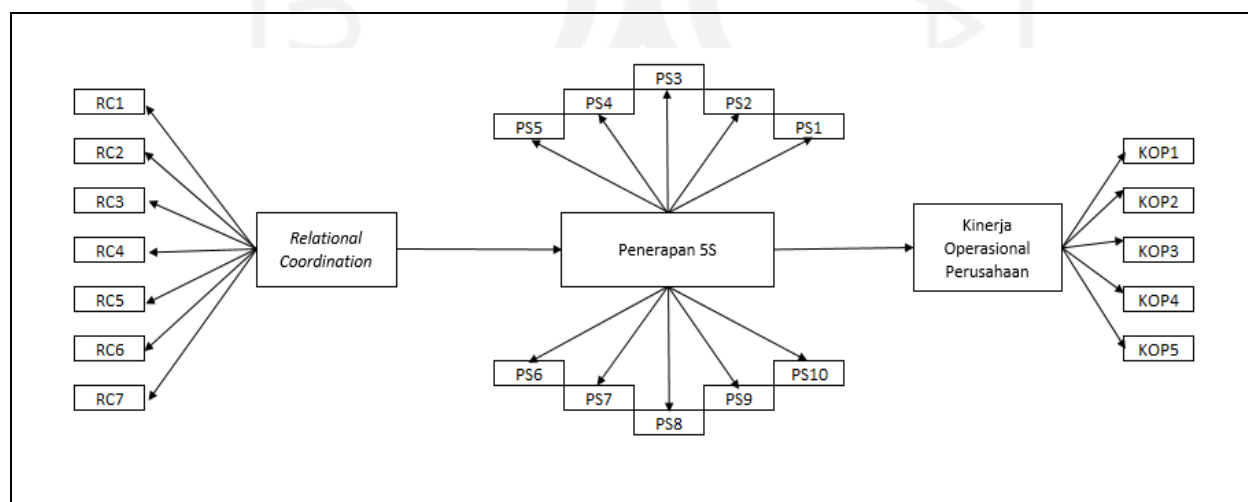 RC1
RC2
RC3
RC4
RC5
RC6
RC7
Relational
Coordination
PS5
PS4
PS3
PS2
PS1
Penerapan 5S
PS6
PS7
PS8
PS9
PS10
Kinerja
Operasional
Perusahaan
KOP1
KOP2
KOP3
KOP4
KOP5